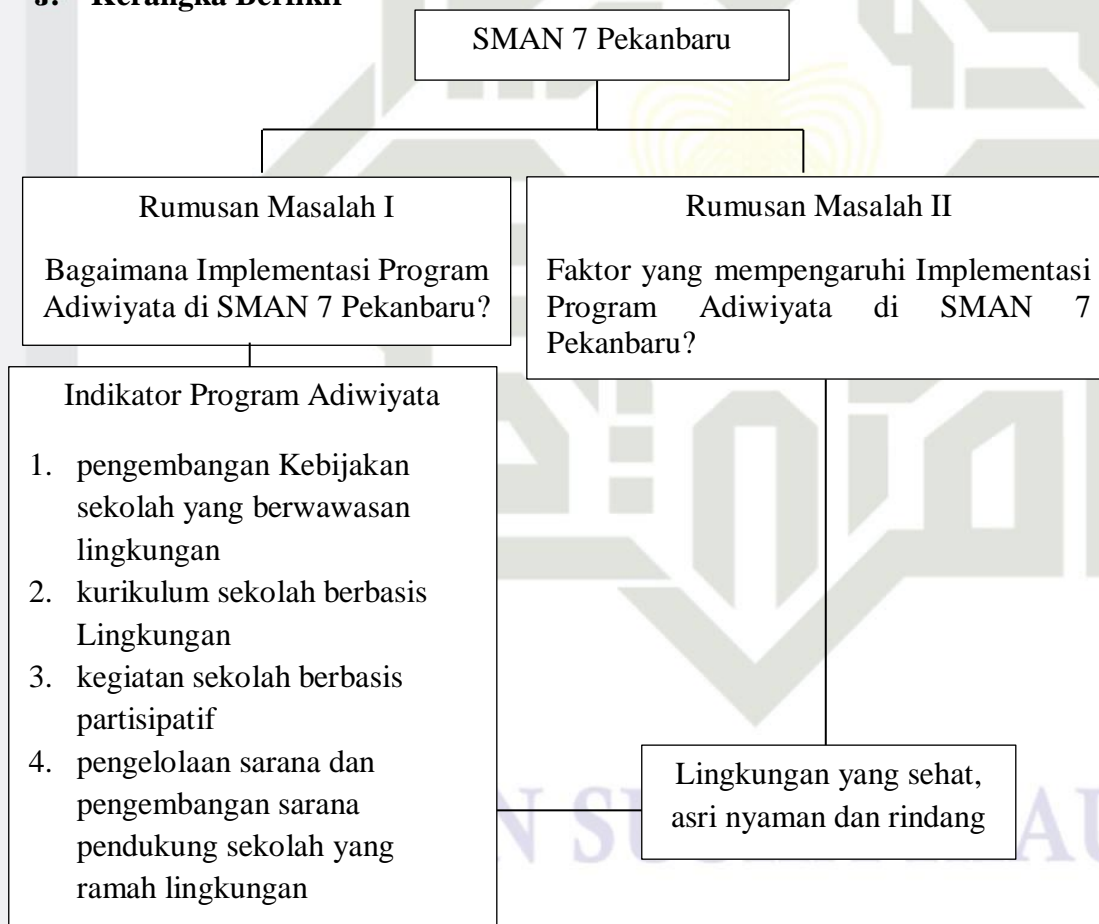 Kerangka Berfikir
SMAN 7 Pekanbaru
Rumusan Masalah I
Bagaimana Implementasi Program
Adiwiyata di SMAN 7 Pekanbaru?
Rumusan Masalah II
Faktor yang mempengaruhi Implementasi
Program Adiwiyata di SMAN 7
Pekanbaru?
Indikator Program Adiwiyata
1. pengembangan Kebijakan
sekolah yang berwawasan
lingkungan
2. kurikulum sekolah berbasis
Lingkungan
3. kegiatan sekolah berbasis
partisipatif
4. pengelolaan sarana dan
pengembangan sarana
pendukung sekolah yang
ramah lingkungan
Lingkungan yang sehat,
asri nyaman dan rindang